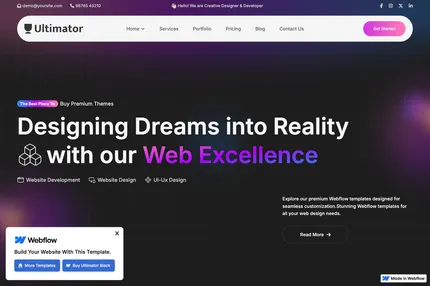 demo@yoursite.com 98765 43210 Hello! We are Creative Designer & Developer
Ultimator Home Services Portfolio Pricing Blog Contact Us Get Started
The Best Place To Buy Premium Themes
Designing Dreams into Reality
with our Web Excellence
Website Development Website Design Ui-Ux Design
Explore our premium Webflow templates designed for
seamless customization.Stunning Webflow templates for
all your web design needs.
Read More
Webflow
Build Your Website With This Template.
More Templates Buy Ultimator Black
Made in Webflow